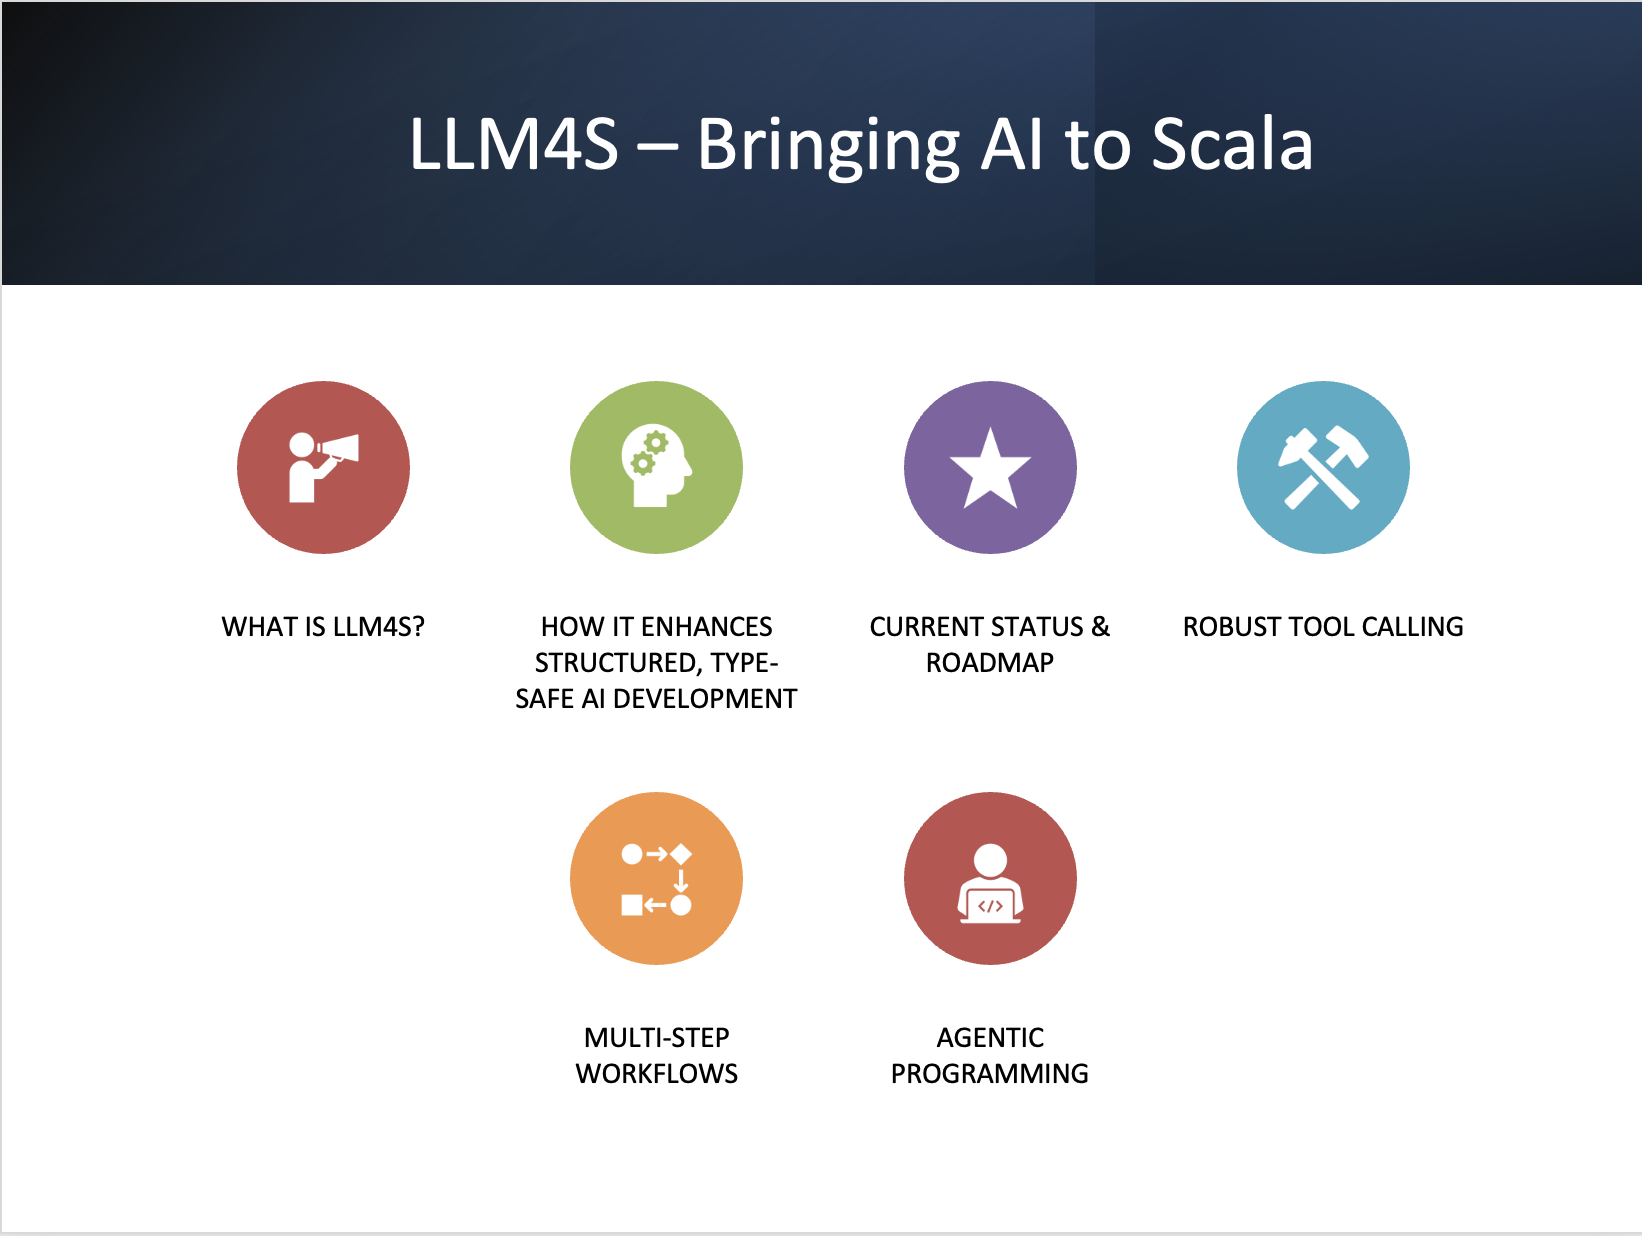 LLM4S – Bringing AI to Scala
WHAT IS LLM4S?
HOW IT ENHANCES
STRUCTURED, TYPE-
SAFE AI DEVELOPMENT
CURRENT STATUS &
ROADMAP
ROBUST TOOL CALLING
MULTI-STEP
WORKFLOWS
AGENTIC
PROGRAMMING